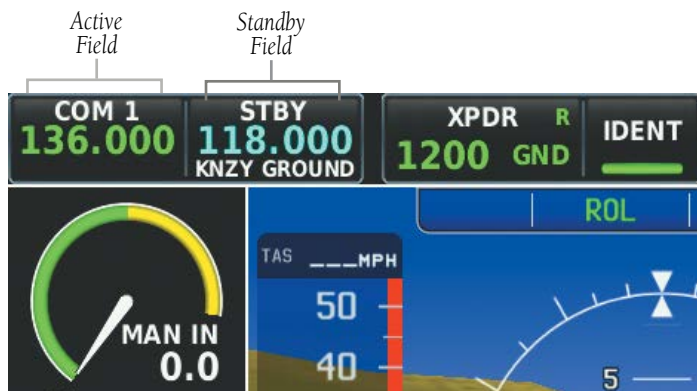 Active
Field
Standby
Field
COM 1
136.000
STBY
118.000
KNZY GROUND
XPDR R
1200 GND
IDENT
MAN IN
0.0
ROL
TAS ___MPH
50
40
5